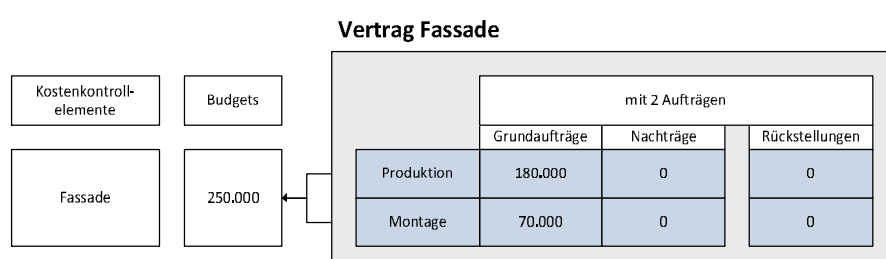 Vertrag Fassade
Kostenkontroll-
elemente
Budgets
mit 2 Aufträgen
Grundaufträge Nachträge Rückstellungen
Fassade 250.000 Produktion 180.000 0 0
Montage 70.000 0 0